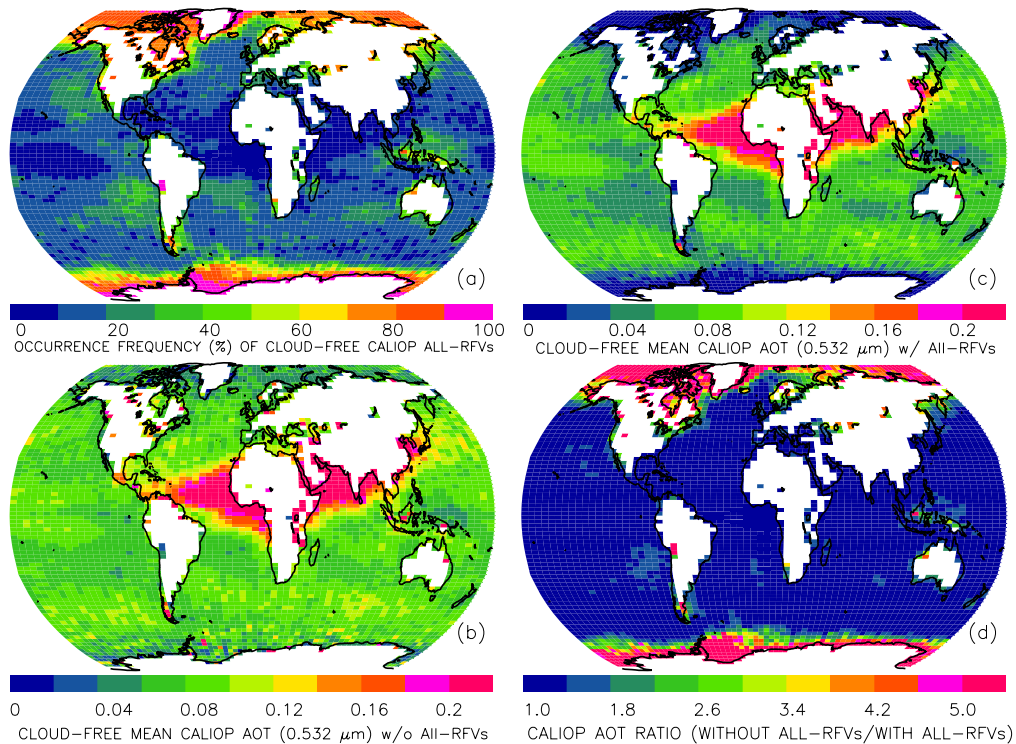 (a)
0 20 40 60 80 100
OCCURRENCE FREQUENCY (%) OF CLOUD-FREE CALIOP ALL-RFVs
(c)
0 0.04 0.08 0.12 0.16 0.2
CLOUD-FREE MEAN CALIOP AOT (0.532 μm) w/ All-RFVs
(b)
0 0.04 0.08 0.12 0.16 0.2
CLOUD-FREE MEAN CALIOP AOT (0.532 μm) w/o All-RFVs
(d)
1.0 1.8 2.6 3.4 4.2 5.0
CALIOP AOT RATIO (WITHOUT ALL-RFVs/WITH ALL-RFVs)